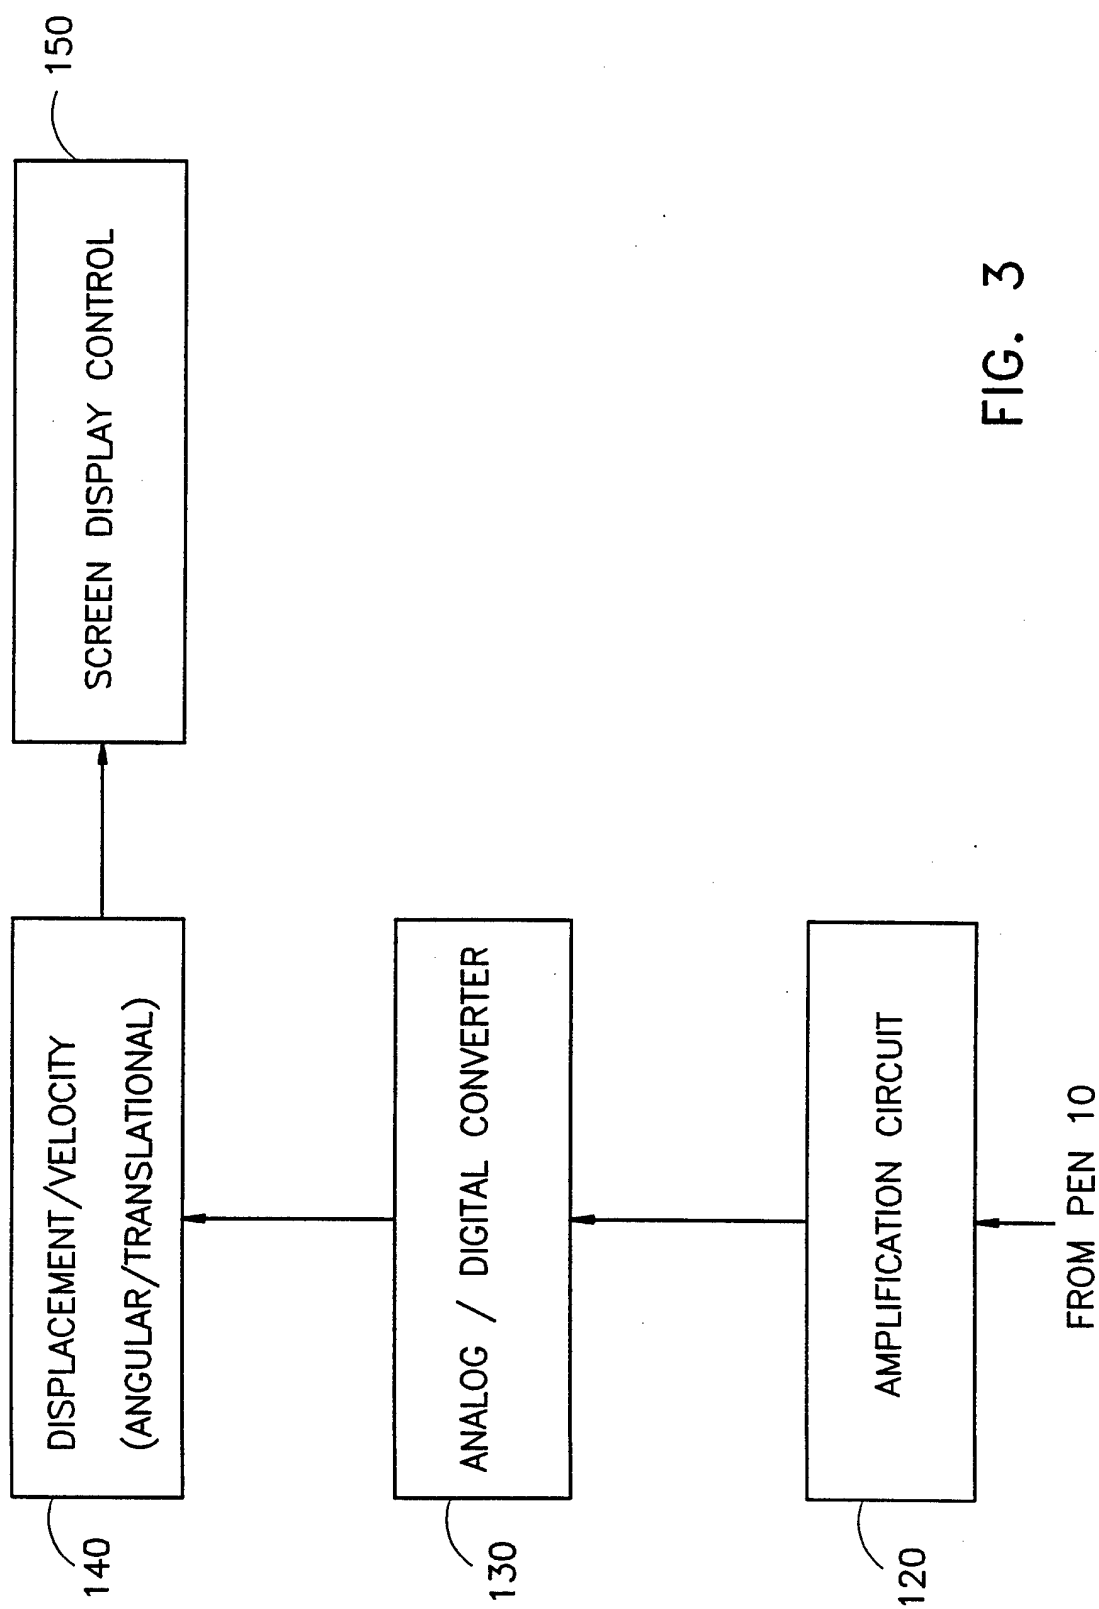 140
DISPLACEMENT/VELOCITY
(ANGULAR/TRANSLATIONAL)
SCREEN DISPLAY CONTROL
150
130
ANALOG / DIGITAL CONVERTER
120
AMPLIFICATION CIRCUIT
FROM PEN 10
FIG. 3